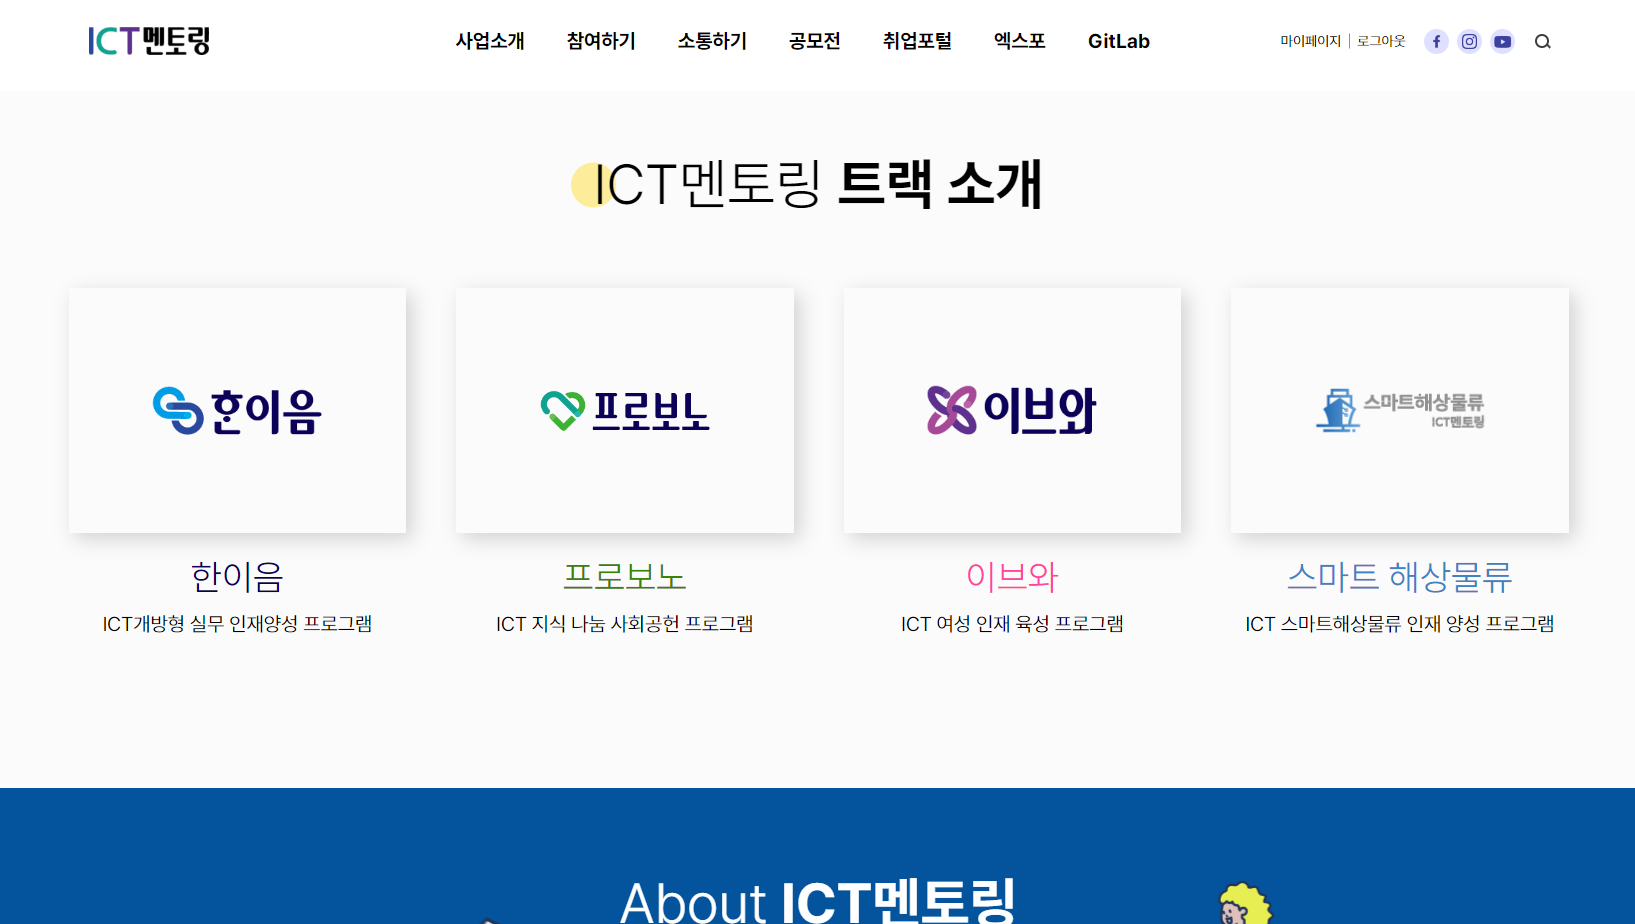 ICT멘토링
사업소개 참여하기 소통하기 공모전 취업포털 엑스포 GitLab
마이페이지 로그아웃
ICT멘토링 트랙 소개
한이음
프로보노
이브와
스마트해상물류
ICT멘토링
한이음
ICT개방형 실무 인재양성 프로그램
프로보노
ICT 지식 나눔 사회공헌 프로그램
이브와
ICT 여성 인재 육성 프로그램
스마트 해상물류
ICT 스마트해상물류 인재 양성 프로그램
About ICT멘토링